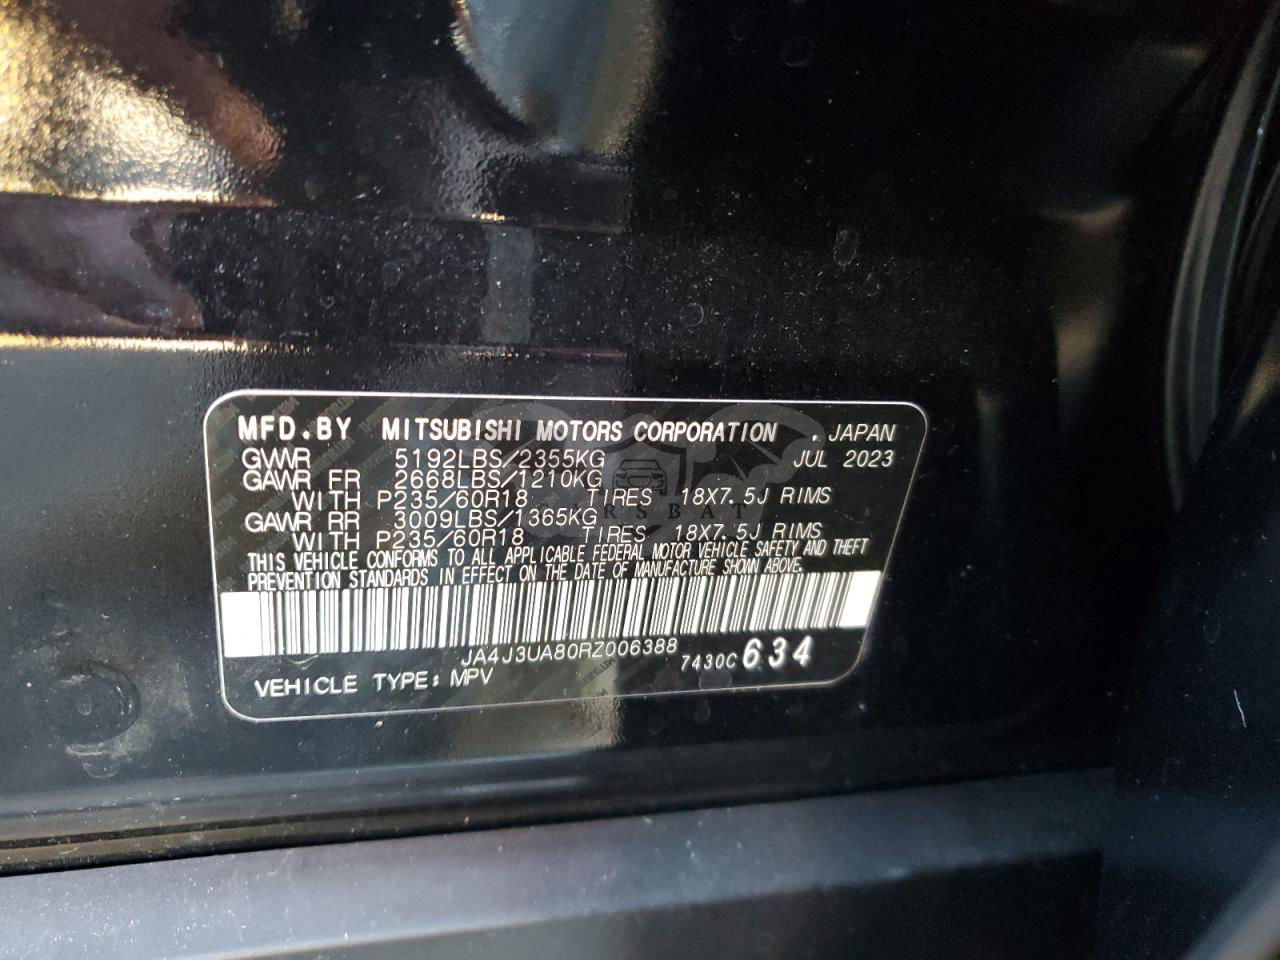 MFD.BY MITSUBISHI MOTORS CORPORATION . JAPAN
GVWR 5192LBS/2355KG JUL 2023
GAWR FR 2668LBS/1210KG
WITH P235/60R18 TIRES 18X7.5J RIMS
GAWR RR 3009LBS/1365KG
WITH P235/60R18 TIRES 18X7.5J RIMS
THIS VEHICLE CONFORMS TO ALL APPLICABLE FEDERAL MOTOR VEHICLE SAFETY AND THEFT
PREVENTION STANDARDS IN EFFECT ON THE DATE OF MANUFACTURE SHOWN ABOVE.
JA4J3UA80RZ006388 7430C 634
VEHICLE TYPE: MPV